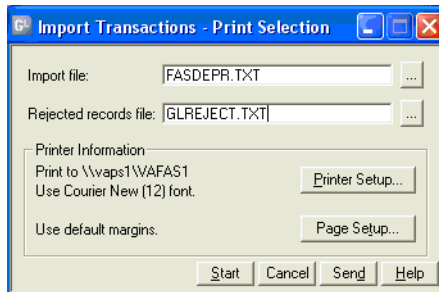 GL Import Transactions - Print Selection
Import file: FASDEPR.TXT ...
Rejected records file: GLREJECT.TXT ...
Printer Information
Print to \\vaps1\VAFAS1
Use Courier New (12) font.
Printer Setup...
Use default margins.
Page Setup...
Start Cancel Send Help